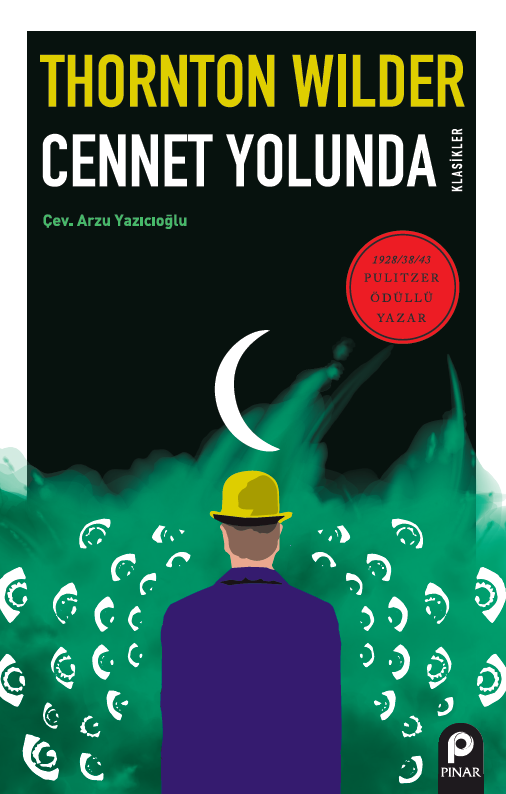 THORNTON WILDER
CENNET YOLUNDA
KLASİKLER
Çev. Arzu Yazıcıoğlu
1928/38/43
PULITZER
ÖDÜLLÜ
YAZAR
PINAR